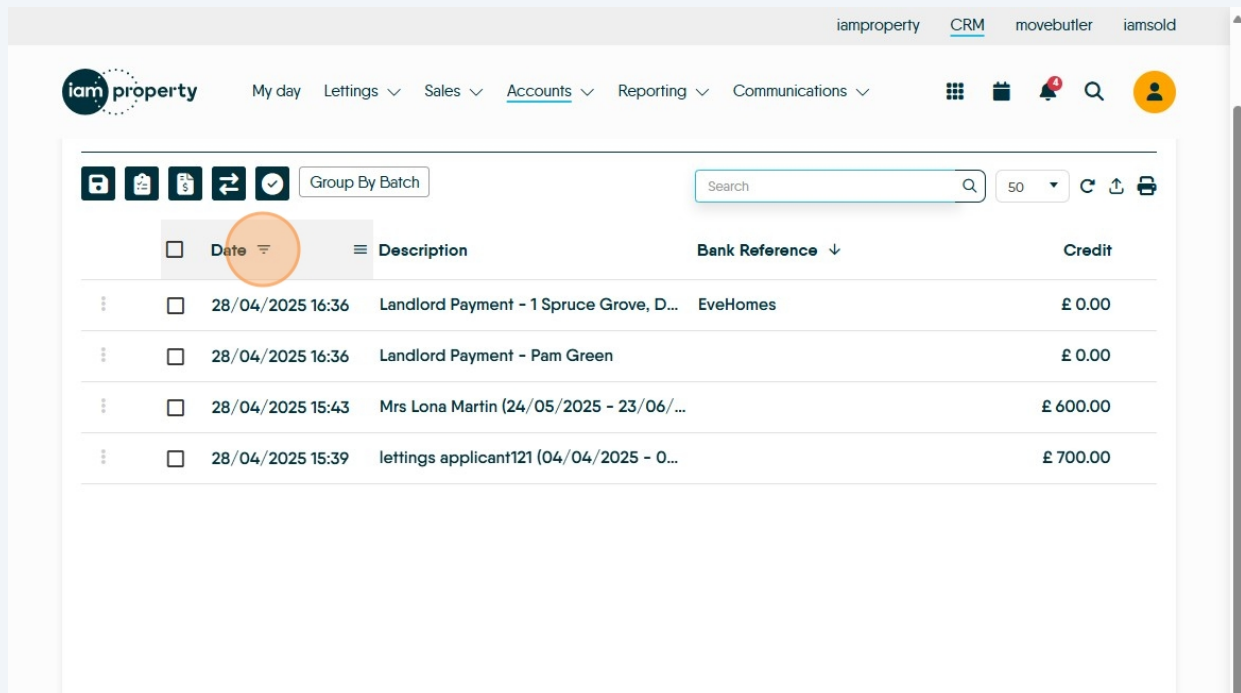 iamproperty CRM movebutler iamsold
iam property My day Lettings Sales Accounts Reporting Communications 4
Group By Batch Search 50
Date Description Bank Reference Credit
28/04/2025 16:36 Landlord Payment - 1 Spruce Grove, D... EveHomes £ 0.00
28/04/2025 16:36 Landlord Payment - Pam Green £ 0.00
28/04/2025 15:43 Mrs Lona Martin (24/05/2025 - 23/06/... £ 600.00
28/04/2025 15:39 lettings applicant121 (04/04/2025 - 0... £ 700.00